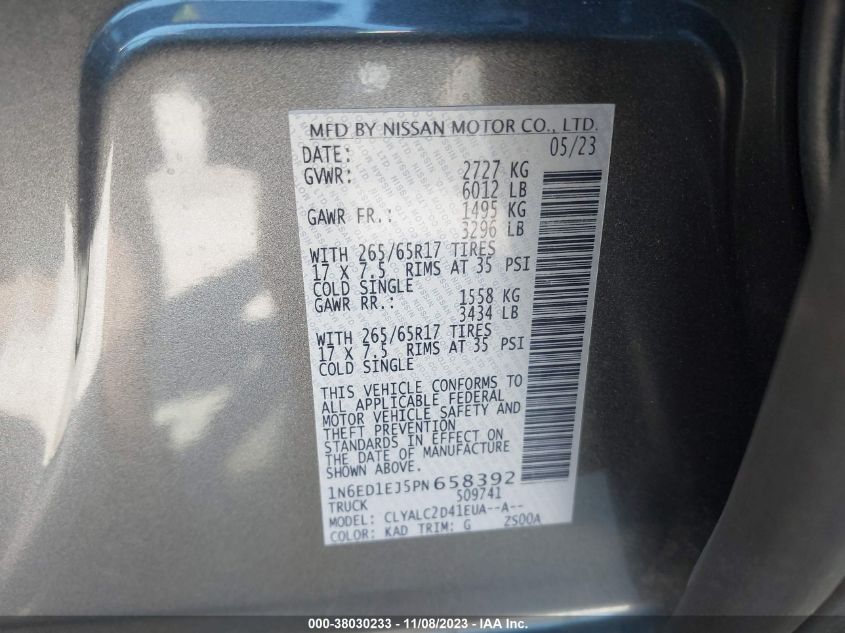 MFD BY NISSAN MOTOR CO., LTD.
DATE: 05/23
GVWR: 2727 KG
6012 LB
GAWR FR.: 1495 KG
3296 LB
WITH 265/65R17 TIRES
17 X 7.5 RIMS AT 35 PSI
COLD SINGLE
GAWR RR.: 1558 KG
3434 LB
WITH 265/65R17 TIRES
17 X 7.5 RIMS AT 35 PSI
COLD SINGLE
THIS VEHICLE CONFORMS TO
ALL APPLICABLE FEDERAL
MOTOR VEHICLE SAFETY AND
THEFT PREVENTION
STANDARDS IN EFFECT ON
THE DATE OF MANUFACTURE
SHOWN ABOVE.
1N6ED1EJ5PN658392
TRUCK 509741
MODEL: CLYALC2D41EUA--A--
COLOR: KAD TRIM: G ZS00A
000-38030233 - 11/08/2023 - IAA Inc.